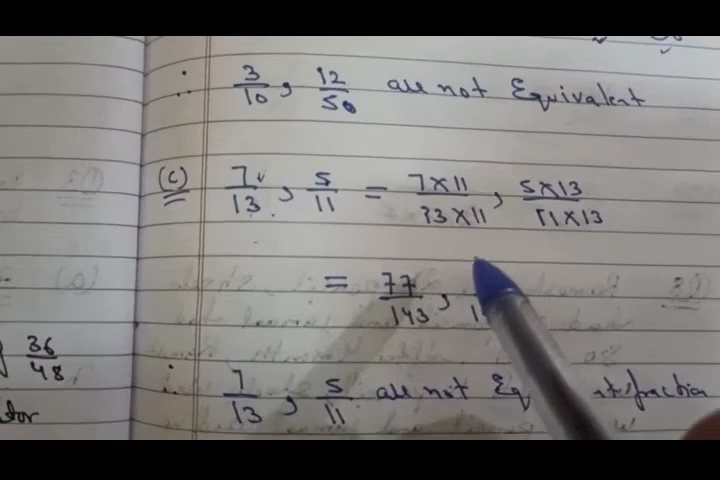 ∴ 3/10, 12/50 are not Equivalent
(c) 7/13, 5/11 = 7×11/13×11, 5×13/11×13
= 77/143,
36/48
∴ 7/13, 5/11 are not fraction